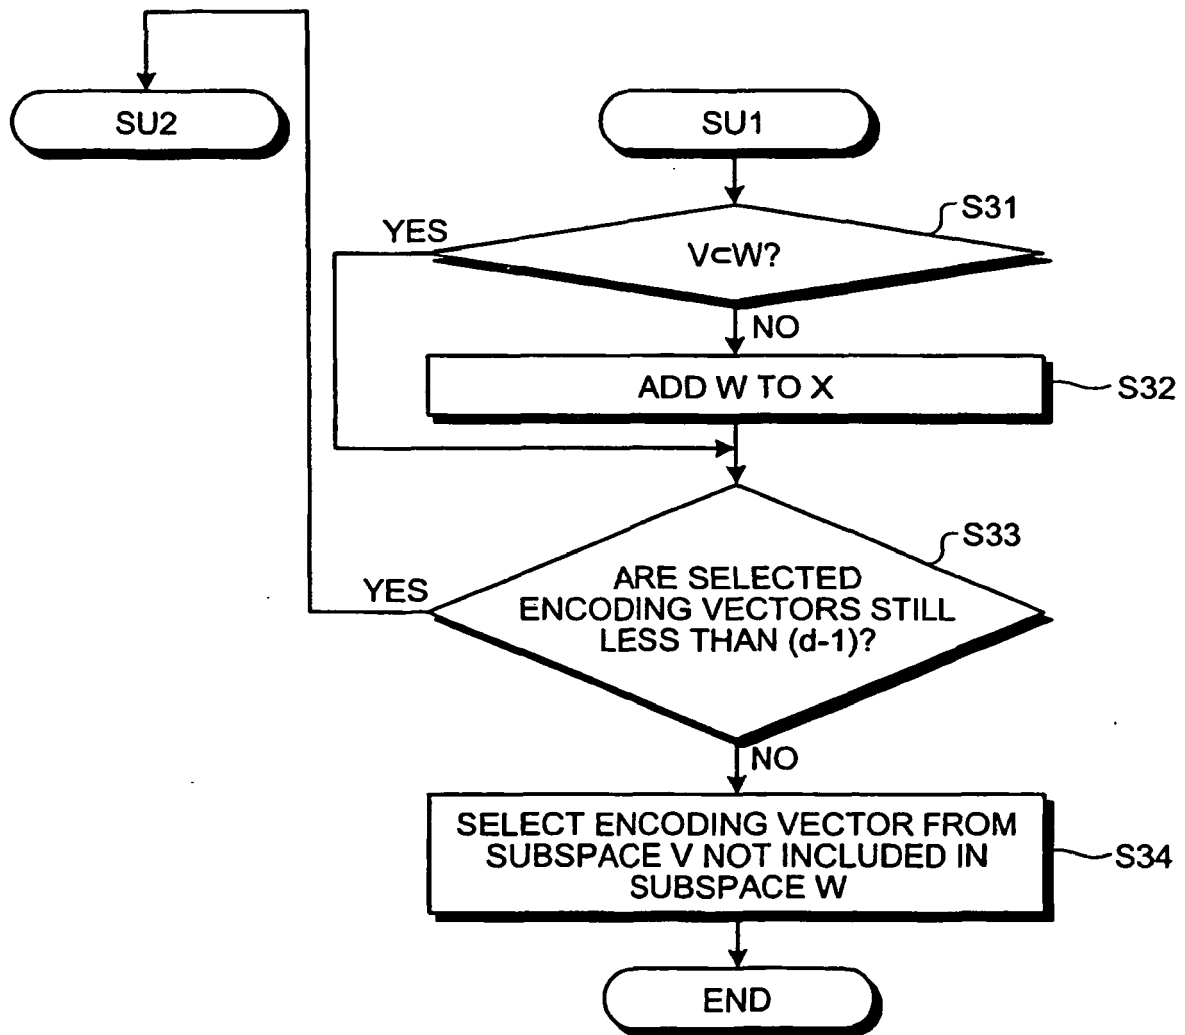 SU2
SU1
S31
YES
V⊂W?
NO
ADD W TO X
S32
S33
YES
ARE SELECTED
ENCODING VECTORS STILL
LESS THAN (d-1)?
NO
SELECT ENCODING VECTOR FROM
SUBSPACE V NOT INCLUDED IN
SUBSPACE W
S34
END